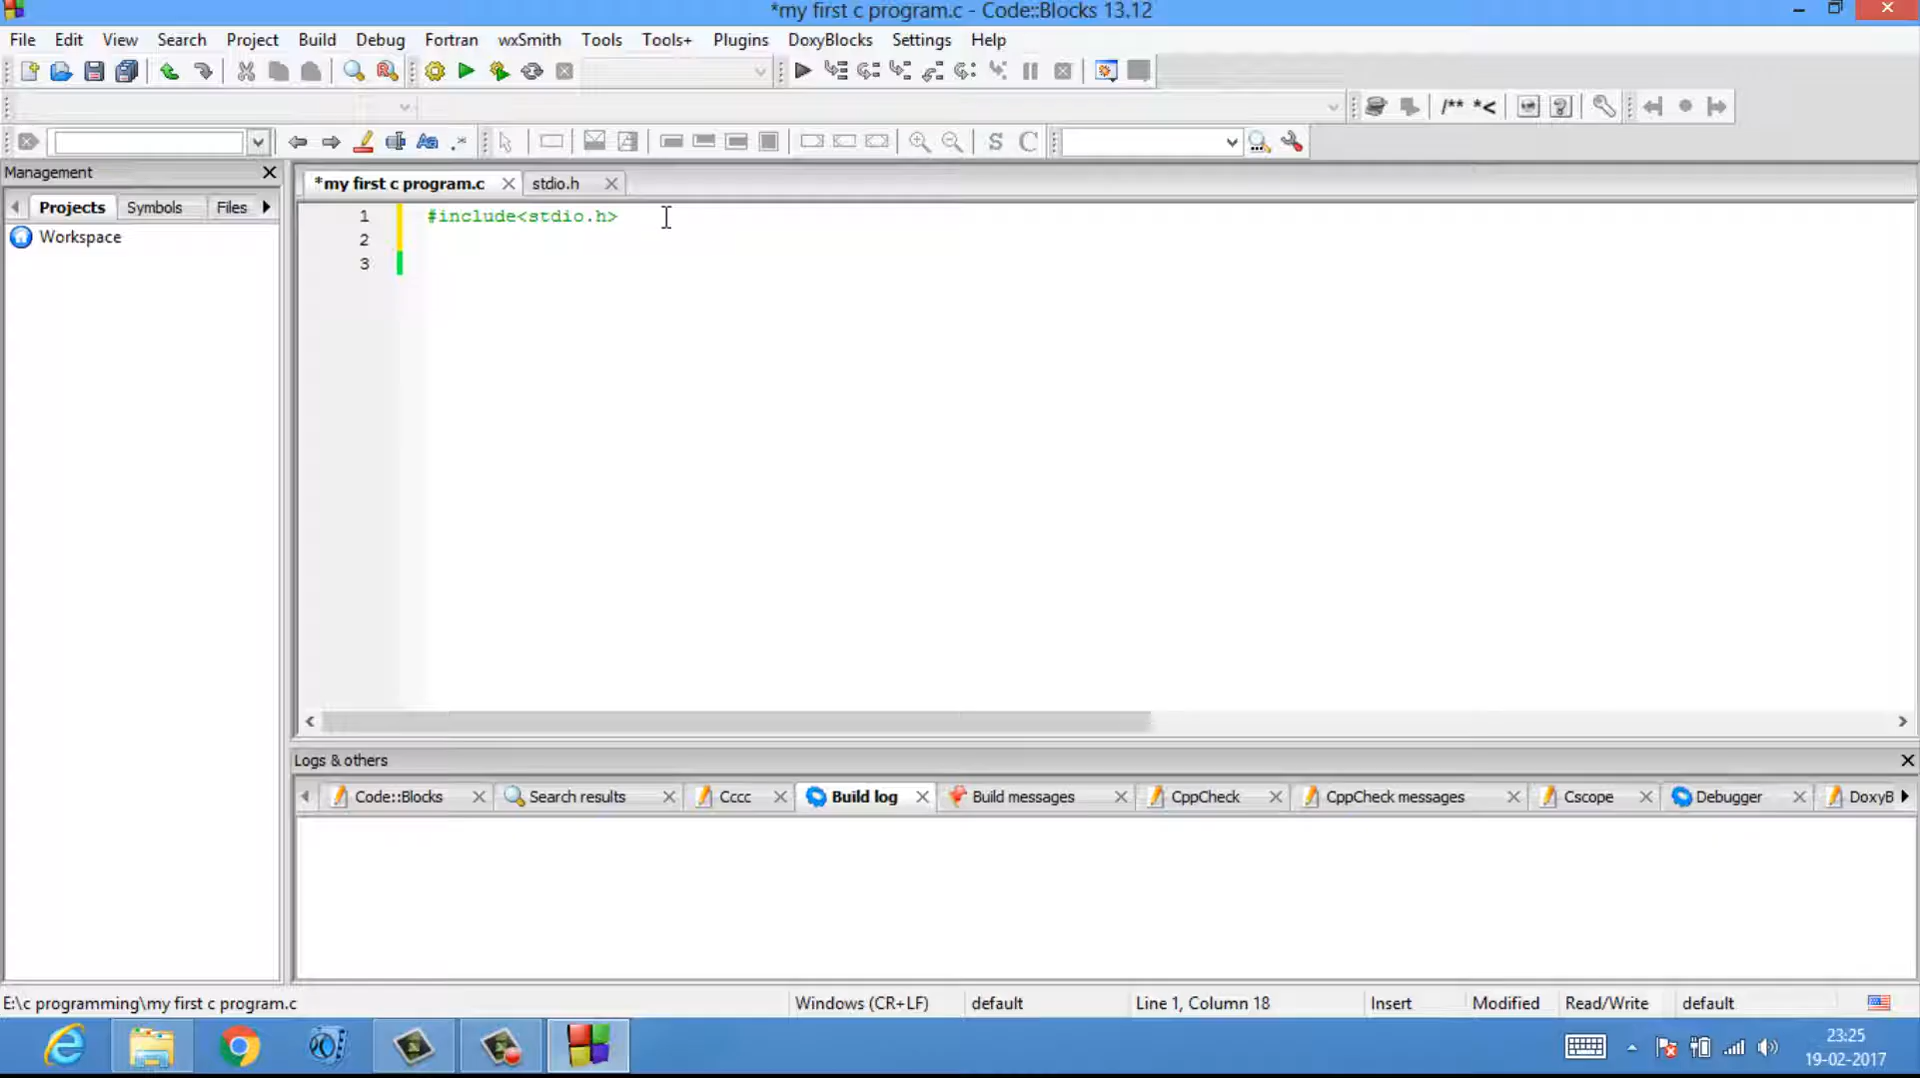 *my first c program.c - Code::Blocks 13.12
File Edit View Search Project Build Debug Fortran wxSmith Tools Tools+ Plugins DoxyBlocks Settings Help
/** *<
Aa .* S C
Management
*my first c program.c stdio.h
Projects Symbols Files
Workspace
1 #include<stdio.h>
2
3
Logs & others
Code::Blocks Search results Cccc Build log Build messages CppCheck CppCheck messages Cscope Debugger DoxyB
E:\c programming\my first c program.c Windows (CR+LF) default Line 1, Column 18 Insert Modified Read/Write default
23:25
19-02-2017